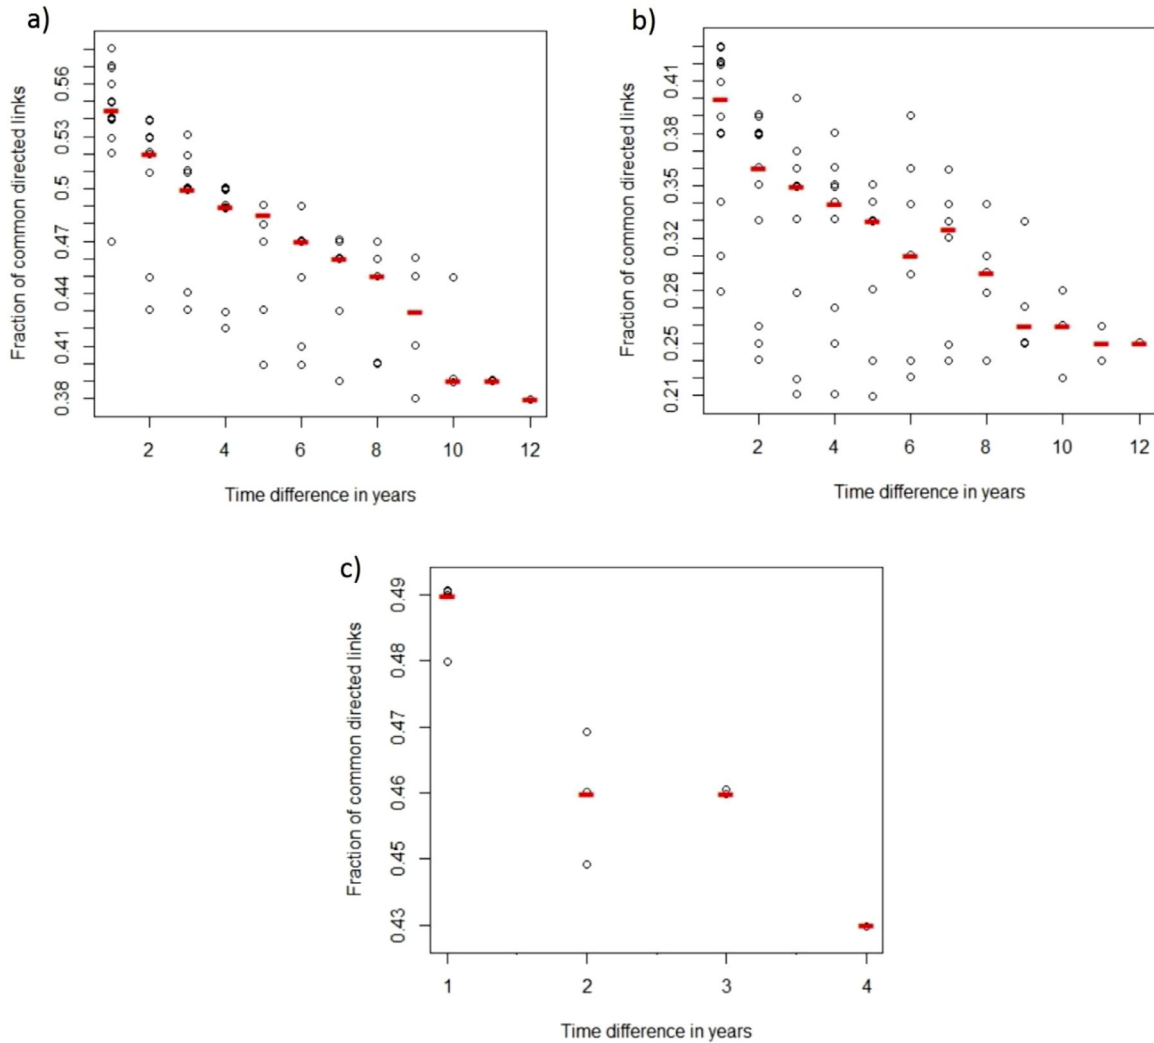 a)
Fraction of common directed links
0.56
0.53
0.5
0.47
0.44
0.41
0.38
2 4 6 8 10 12
Time difference in years
b)
Fraction of common directed links
0.41
0.38
0.35
0.32
0.28
0.25
0.21
2 4 6 8 10 12
Time difference in years
c)
Fraction of common directed links
0.49
0.48
0.47
0.46
0.45
0.43
1 2 3 4
Time difference in years